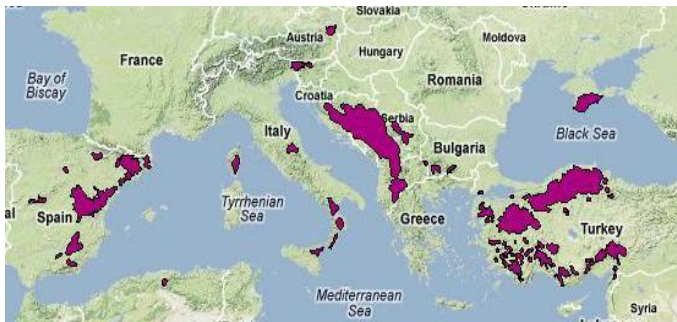 Slovakia
Austria
Moldova
France
Hungary
Bay of
Biscay
Romania
Croatia
Serbia
Italy
Black Sea
Bulgaria
Tyrrhenian
Sea
al
Spain
Greece
Turkey
Mediterranean
Sea
Syria